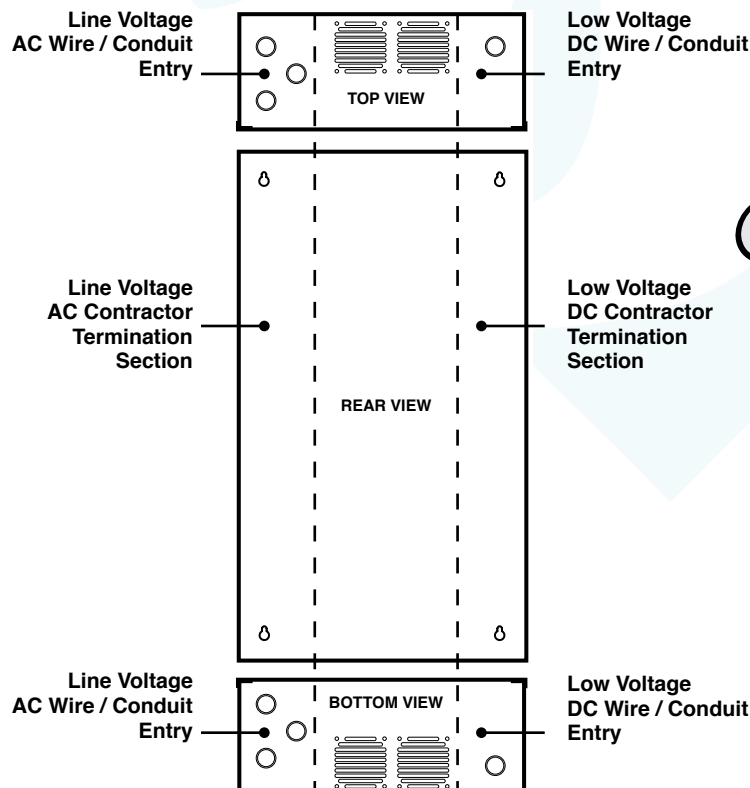 Line Voltage
AC Wire / Conduit
Entry
Low Voltage
DC Wire / Conduit
Entry
TOP VIEW
Line Voltage
AC Contractor
Termination
Section
Low Voltage
DC Contractor
Termination
Section
REAR VIEW
Line Voltage
AC Wire / Conduit
Entry
BOTTOM VIEW
Low Voltage
DC Wire / Conduit
Entry